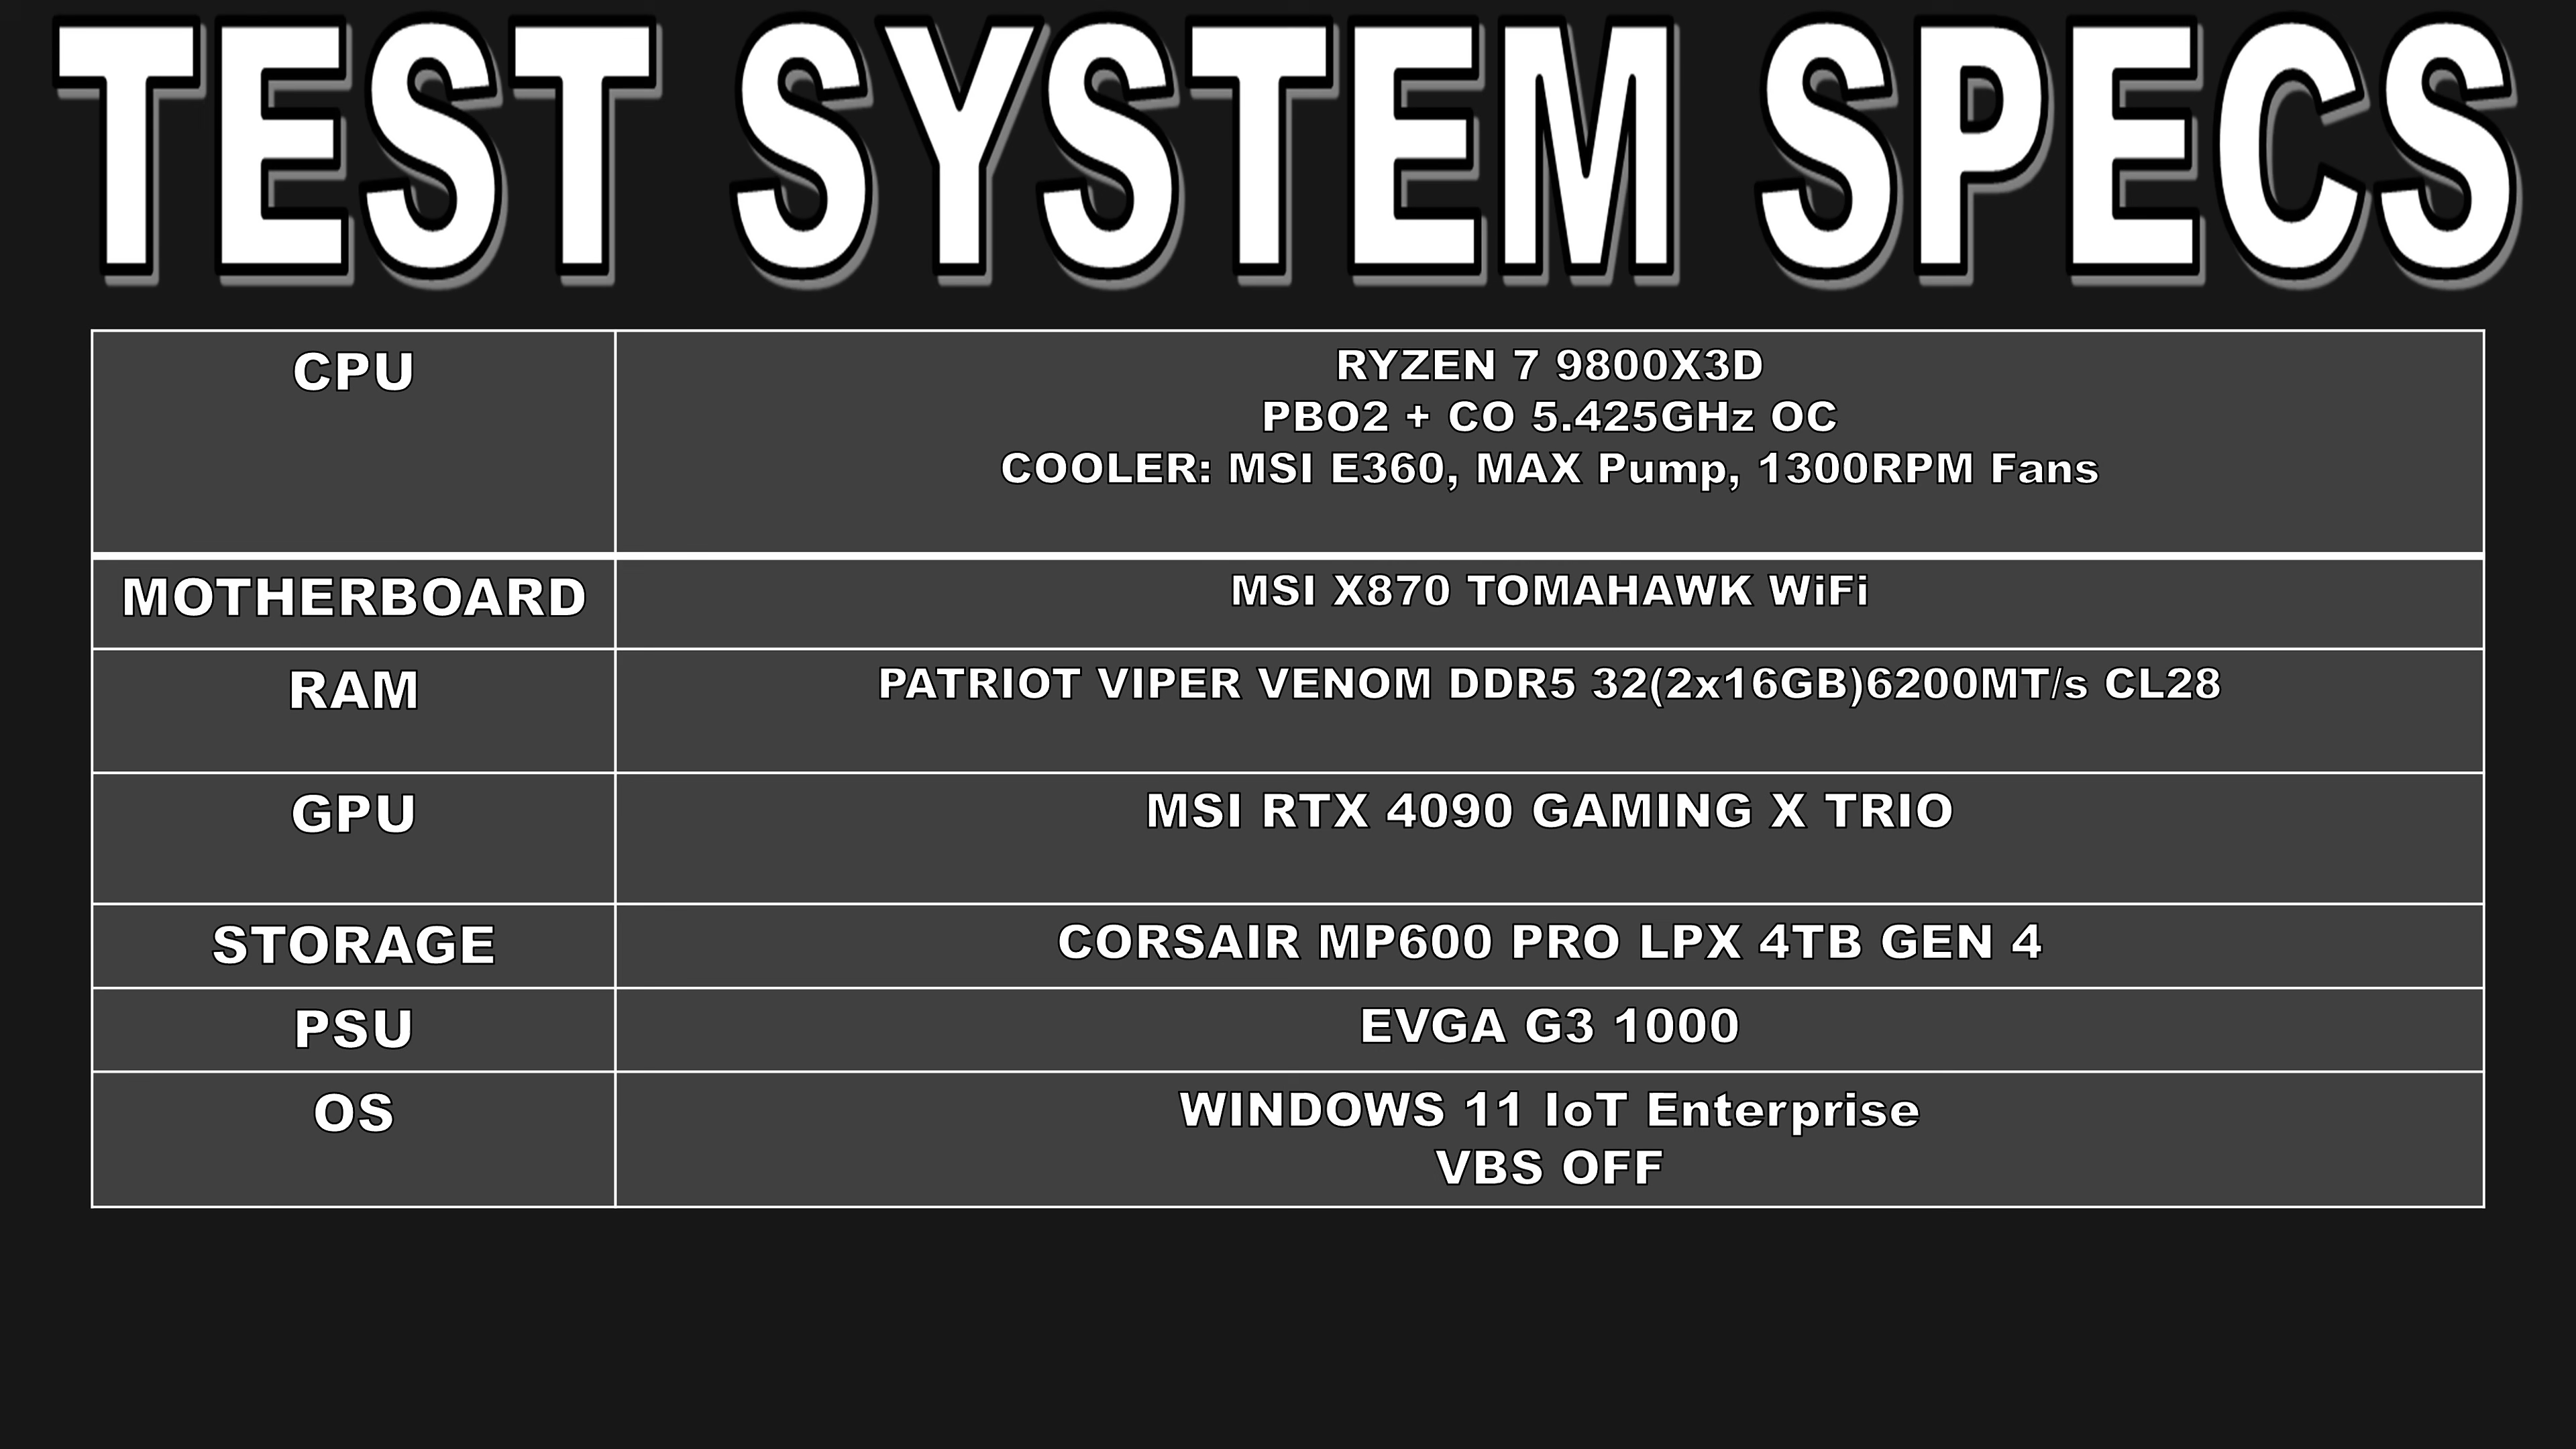 TEST SYSTEM SPECS
CPU
RYZEN 7 9800X3D
PBO2 + CO 5.425GHz OC
COOLER: MSI E360, MAX Pump, 1300RPM Fans
MOTHERBOARD
MSI X870 TOMAHAWK WiFi
RAM
PATRIOT VIPER VENOM DDR5 32(2x16GB)6200MT/s CL28
GPU
MSI RTX 4090 GAMING X TRIO
STORAGE
CORSAIR MP600 PRO LPX 4TB GEN 4
PSU
EVGA G3 1000
OS
WINDOWS 11 IoT Enterprise
VBS OFF